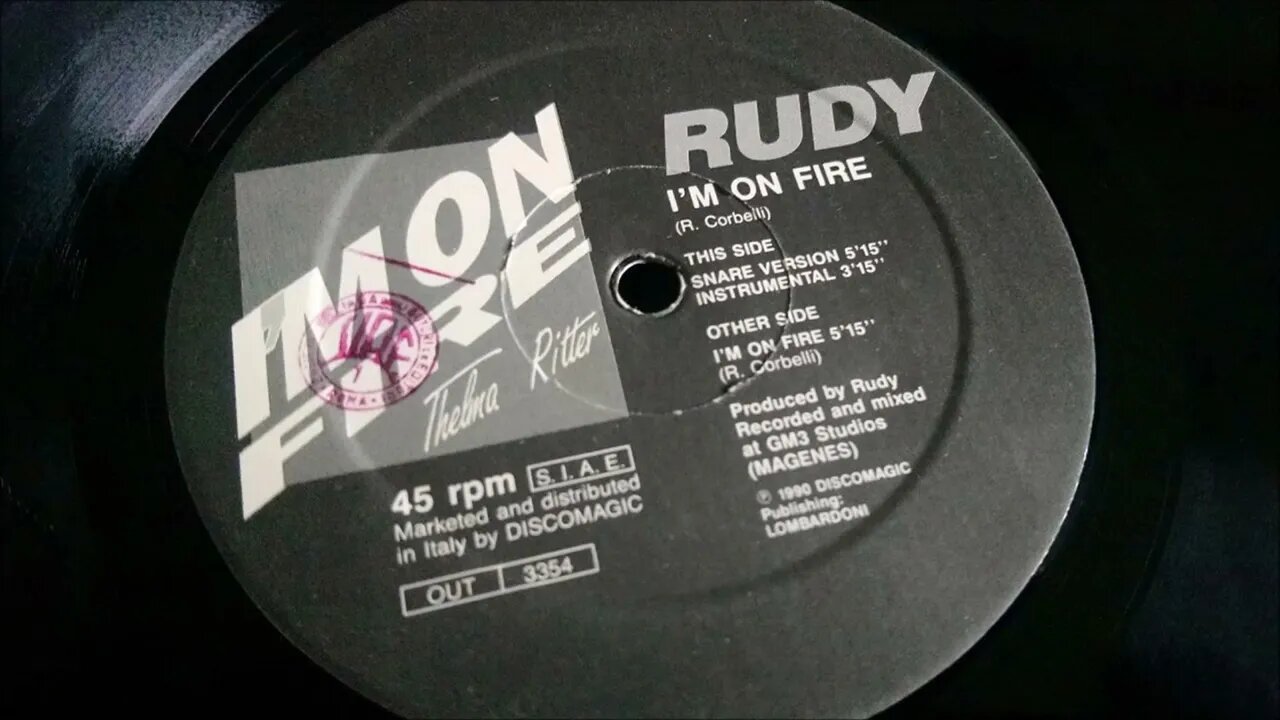 I'M ON
FIRE
Thelma Ritter
45 rpm S.I.A.E.
Marketed and distributed
in Italy by DISCOMAGIC
OUT 3354
RUDY
I'M ON FIRE
(R. Corbelli)
THIS SIDE
SNARE VERSION 5'15''
INSTRUMENTAL 3'15''
OTHER SIDE
I'M ON FIRE 5'15''
(R. Corbelli)
Produced by Rudy
Recorded and mixed
at GM3 Studios
(MAGENES)
℗ 1990 DISCOMAGIC
Publishing:
LOMBARDONI